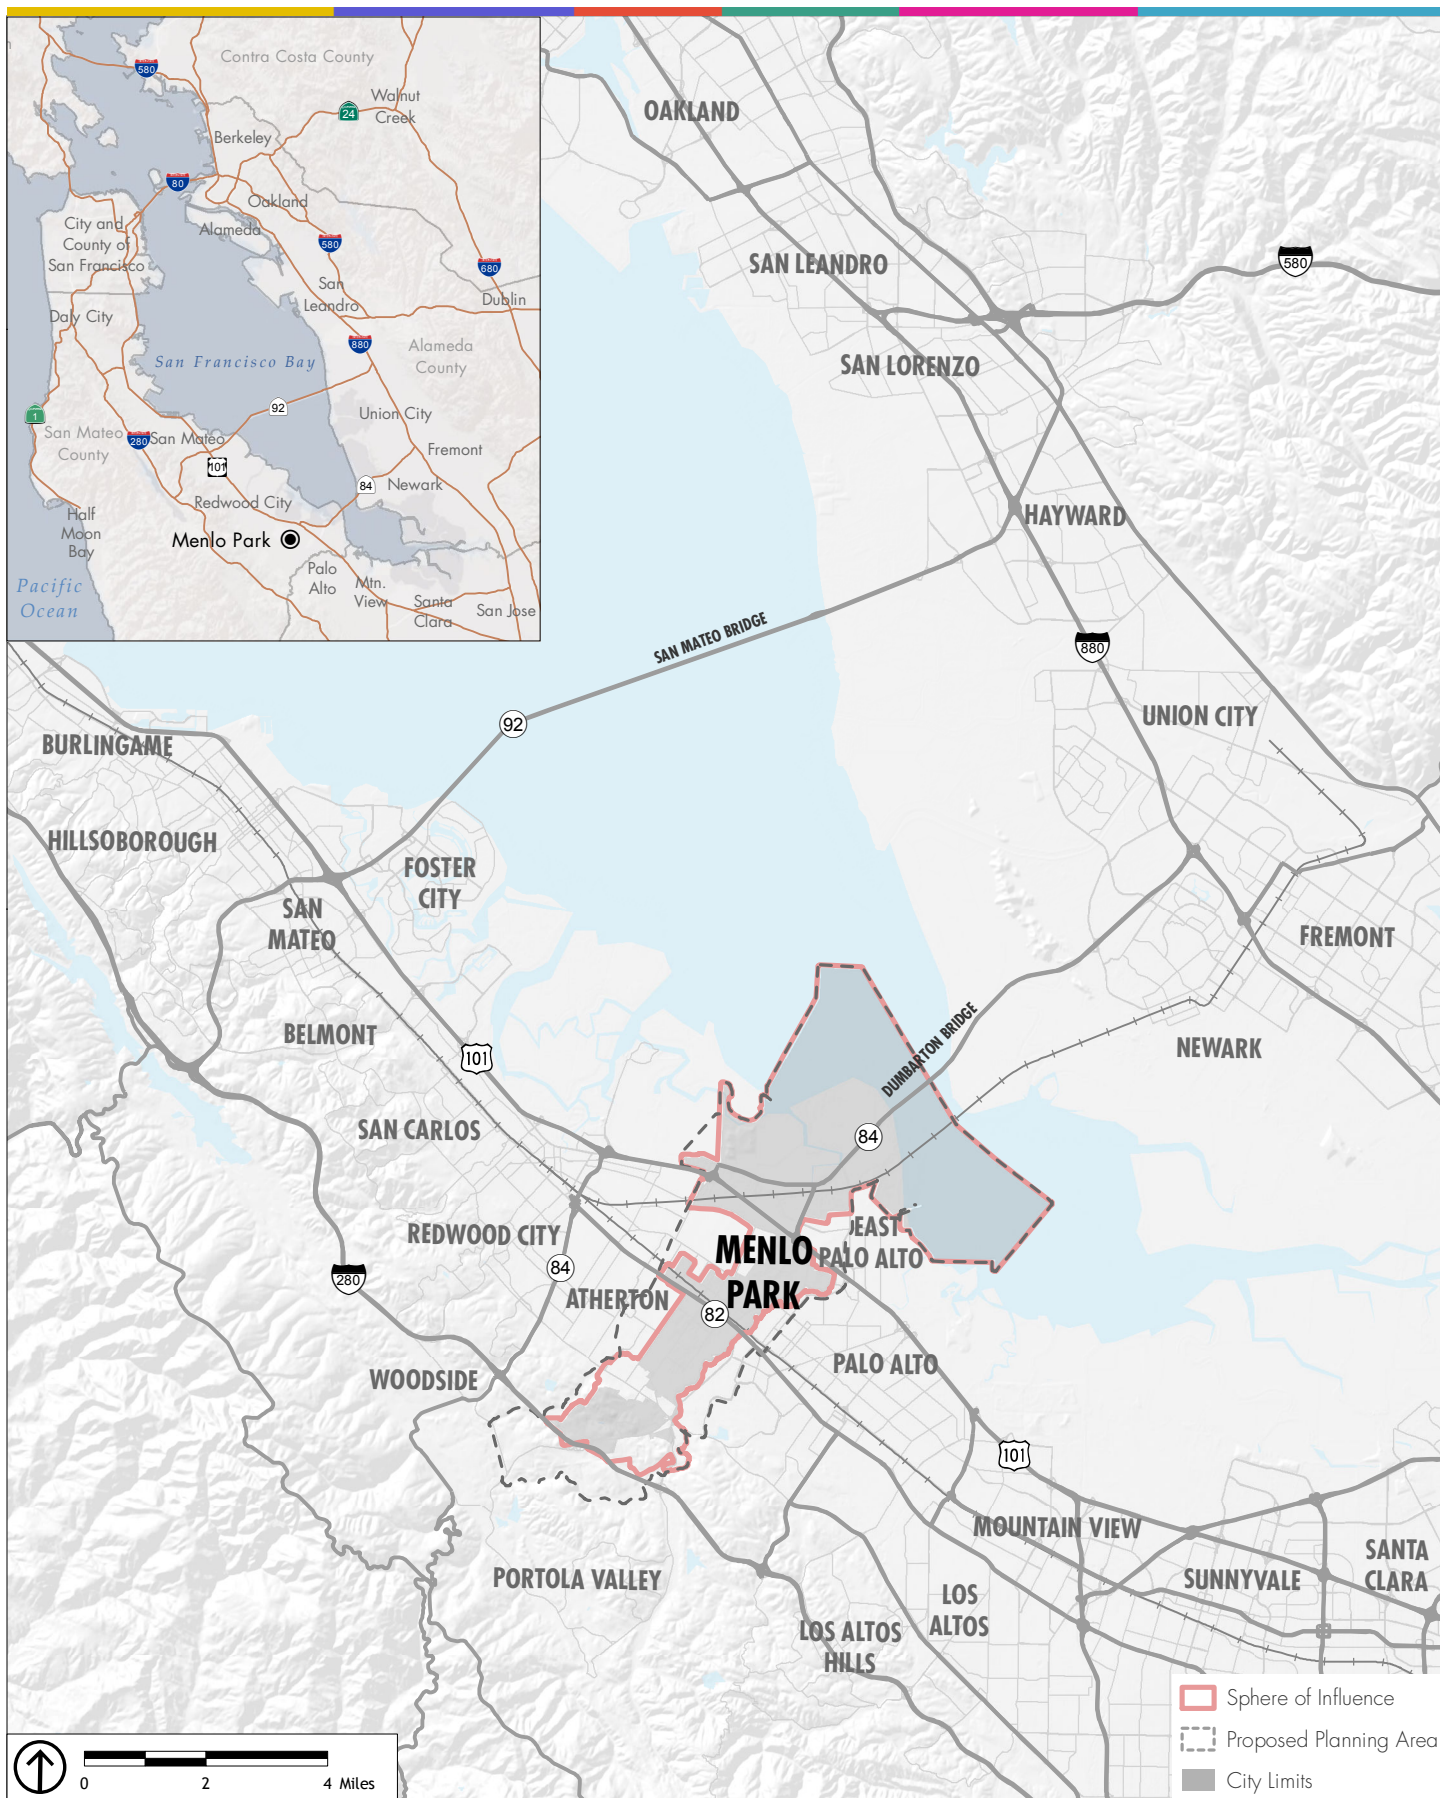 Contra Costa County
580
Walnut
Creek
24
Berkeley
80
Oakland
Alameda
City and
County of
San Francisco
580
680
San
Leandro
Dublin
Daly City
880
San Francisco Bay
Alameda
County
92
Union City
1
San Mateo
County
280
San Mateo
Fremont
101
84
Newark
Redwood City
Half
Moon
Bay
Menlo Park
Palo
Alto
Mtn.
View
Santa
Clara
San Jose
Pacific
Ocean
OAKLAND
SAN LEANDRO
580
SAN LORENZO
HAYWARD
SAN MATEO BRIDGE
880
92
UNION CITY
BURLINGAME
HILLSOBOROUGH
FOSTER
CITY
SAN
MATEO
FREMONT
BELMONT
101
DUMBARTON BRIDGE
NEWARK
SAN CARLOS
84
REDWOOD CITY
EAST
PALO ALTO
MENLO
PARK
84
280
ATHERTON
82
PALO ALTO
WOODSIDE
101
MOUNTAIN VIEW
PORTOLA VALLEY
SUNNYVALE
SANTA
CLARA
LOS
ALTOS
LOS ALTOS
HILLS
Sphere of Influence
Proposed Planning Area
City Limits
0 2 4 Miles